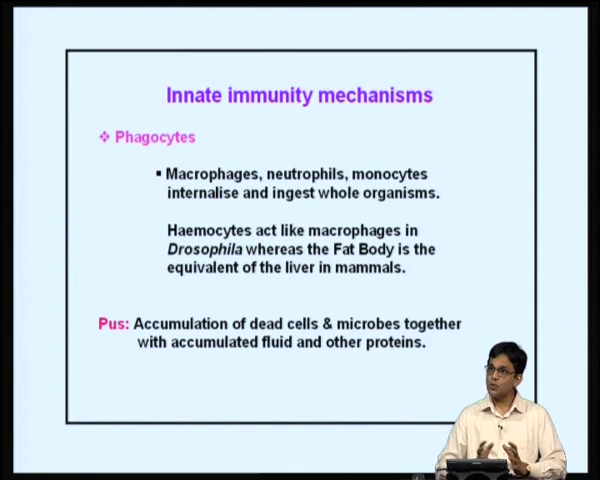 Innate immunity mechanisms
❖ Phagocytes
▪ Macrophages, neutrophils, monocytes
internalise and ingest whole organisms.
Haemocytes act like macrophages in
Drosophila whereas the Fat Body is the
equivalent of the liver in mammals.
Pus: Accumulation of dead cells & microbes together
with accumulated fluid and other proteins.